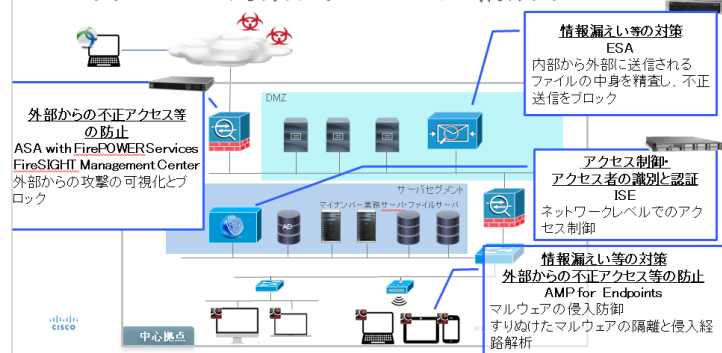 情報漏えい等の対策
ESA
内部から外部に送信される
ファイルの中身を精査し、不正
送信をブロック
DMZ
外部からの不正アクセス等
の防止
ASA with FirePOWERServices
FireSIGHT Management Center
外部からの攻撃の可視化とブ
ロック
アクセス制御・
アクセス者の識別と認証
ISE
ネットワークレベルでのアク
セス制御
サーバセグメント
マイナンバー業務サーバ・ファイルサーバ
AD
情報漏えい等の対策
外部からの不正アクセス等の防止
AMP for Endpoints
マルウェアの侵入防御
すりぬけたマルウェアの隔離と侵入経
路解析
CISCO
中心拠点